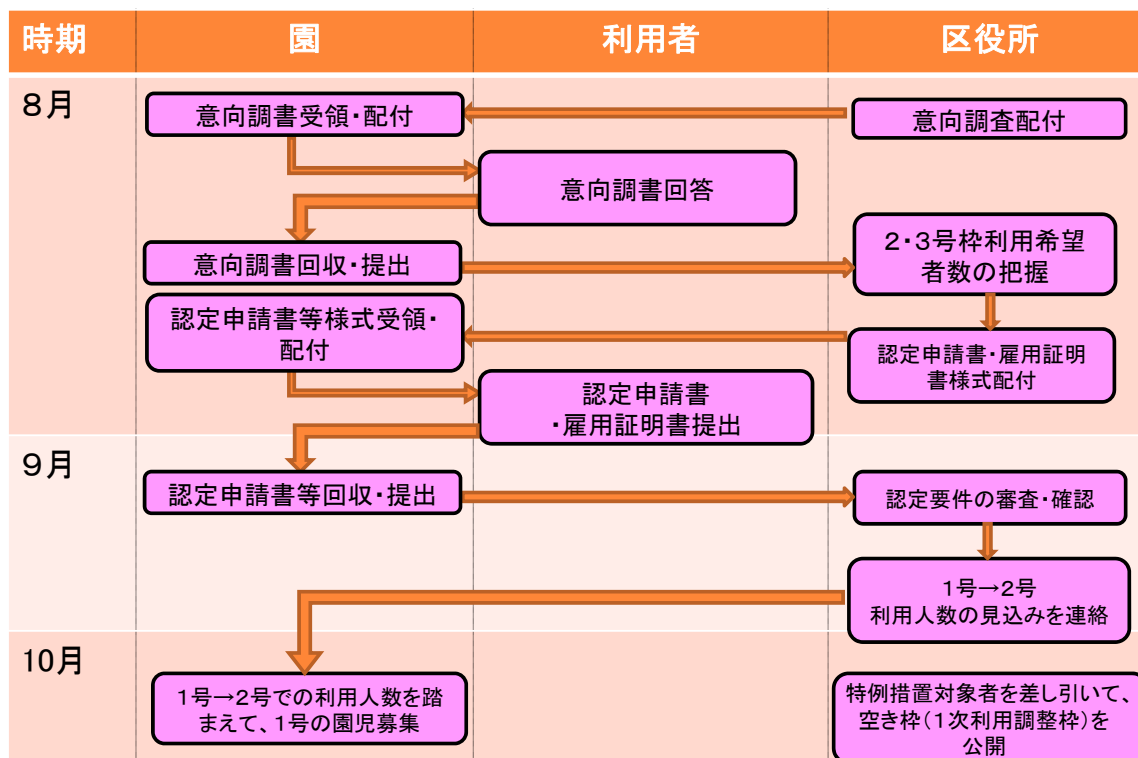 時期
園
利用者
区役所
8月
意向調書受領・配付
意向調査配付
意向調書回答
意向調書回収・提出
2・3号枠利用希望
者数の把握
認定申請書等様式受領・
配付
認定申請書・雇用証明
書様式配付
認定申請書
・雇用証明書提出
9月
認定申請書等回収・提出
認定要件の審査・確認
1号→2号
利用人数の見込みを連絡
10月
1号→2号での利用人数を踏
まえて、1号の園児募集
特例措置対象者を差し引いて、
空き枠(1次利用調整枠)を
公開